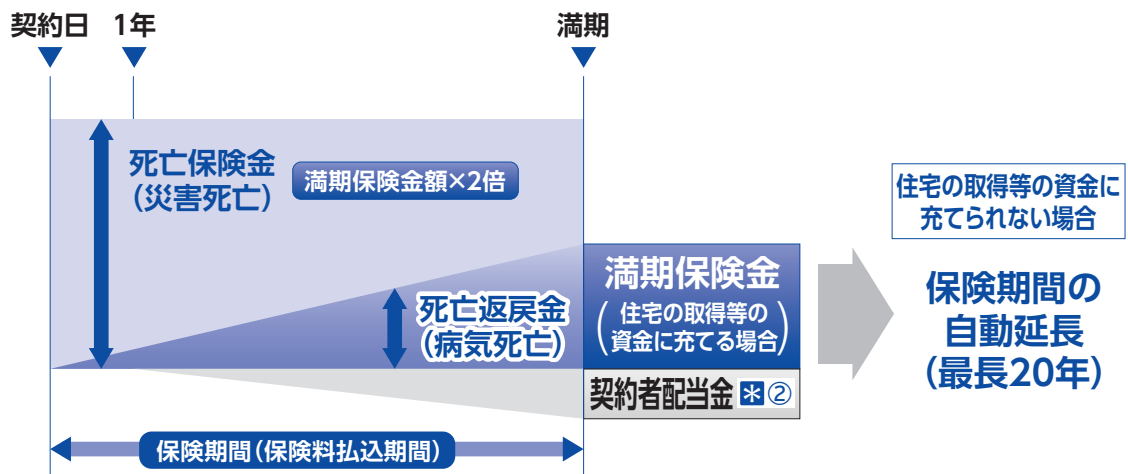 契約日 1年 満期
死亡保険金
(災害死亡)
満期保険金額×2倍
死亡返戻金
(病気死亡)
満期保険金
(住宅の取得等の
資金に充てる場合)
契約者配当金 * ②
保険期間(保険料払込期間)
住宅の取得等の資金に
充てられない場合
保険期間の
自動延長
(最長20年)